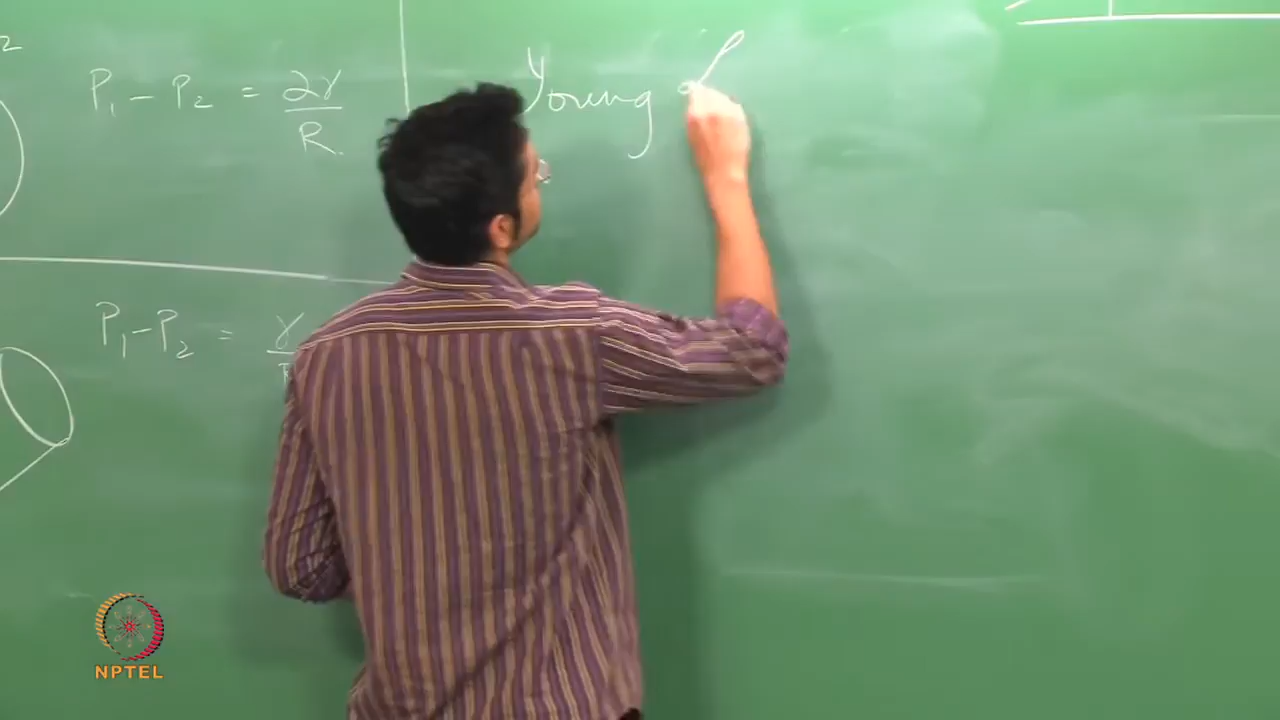 P₁ - P₂ = 2γ/R
Young
P₁-P₂ = γ
NPTEL